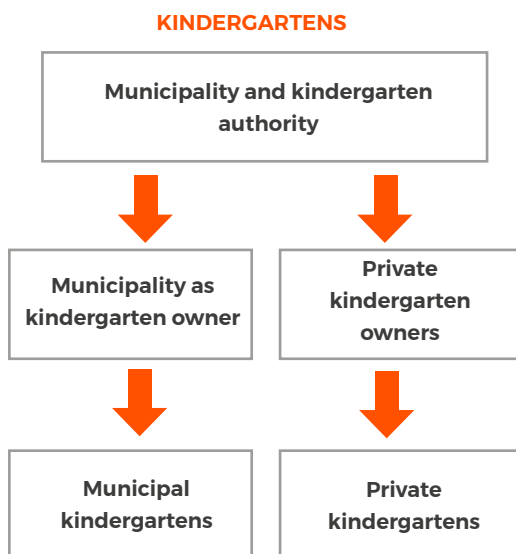 KINDERGARTENS
Municipality and kindergarten
authority
Municipality as
kindergarten owner
Private
kindergarten
owners
Municipal
kindergartens
Private
kindergartens